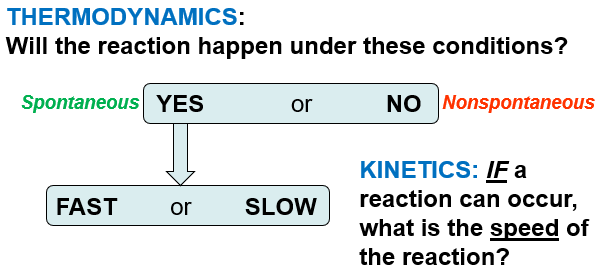 THERMODYNAMICS:
Will the reaction happen under these conditions?
Spontaneous YES or NO Nonspontaneous
FAST or SLOW
KINETICS: IF a
reaction can occur,
what is the speed of
the reaction?